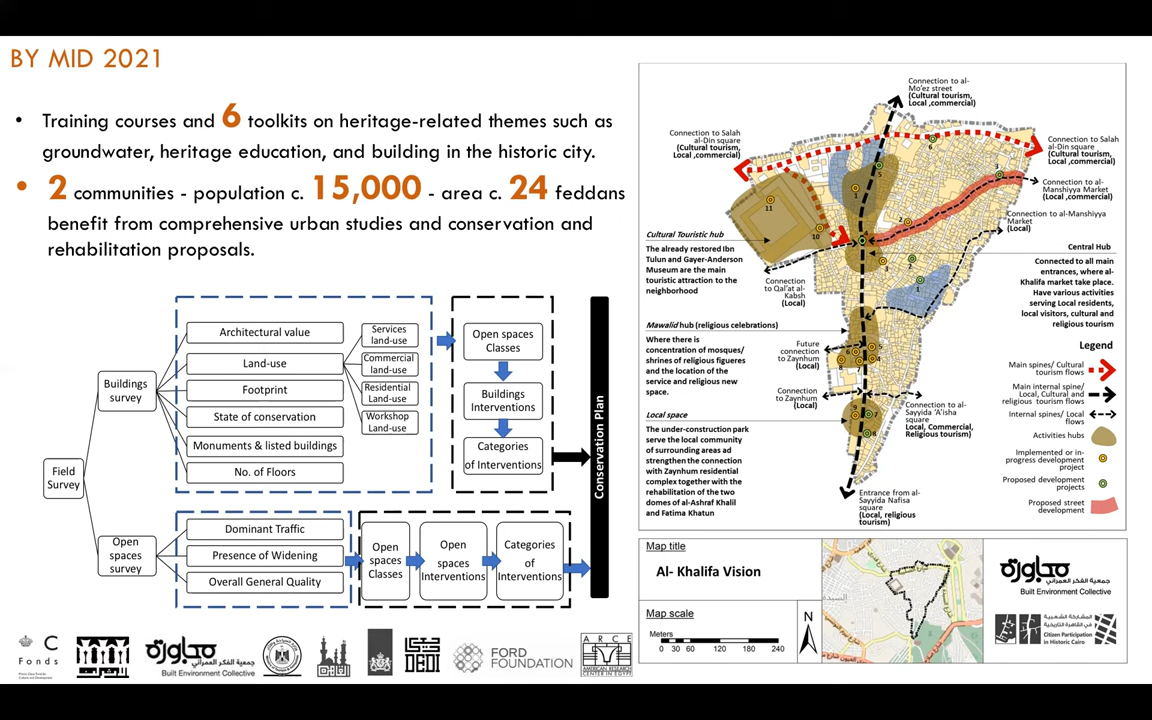 BY MID 2021
• Training courses and 6 toolkits on heritage-related themes such as
groundwater, heritage education, and building in the historic city.
• 2 communities - population c. 15,000 - area c. 24 feddans
benefit from comprehensive urban studies and conservation and
rehabilitation proposals.
Field
Survey
Buildings
survey
Architectural value
Land-use
Footprint
State of conservation
Monuments & listed buildings
No. of Floors
Services
land-use
Commercial
land-use
Residential
Land-use
Workshop
Land-use
Open spaces
Classes
Buildings
Interventions
Categories
of Interventions
Open
spaces
survey
Dominant Traffic
Presence of Widening
Overall General Quality
Open
spaces
Classes
Open
spaces
Interventions
Categories
of
Interventions
Conservation Plan
Connection to al-
Mo'ez street
(Cultural tourism,
Local ,commercial)
Connection to Salah
al-Din square
(Cultural tourism,
Local ,commercial)
Connection to Salah
al-Din square
(Cultural tourism,
Local ,commercial)
Connection to al-
Manshiyya Market
(Local ,commercial)
Connection to al-Manshiyya
Market
(Local)
Cultural Touristic hub
The already restored Ibn
Tulun and Gayer-Anderson
Museum are the main
touristic attraction to the
neighborhood
Connection
to Qal'at al-
Kabsh
(Local)
Central Hub
Connected to all main
entrances, where al-
Khalifa market take place.
Have various activities
serving Local residents,
local visitors, cultural and
religious tourism
Mawalid hub (religious celebrations)
Where there is
concentration of mosques/
shrines of religious figueres
and the location of the
service and religious new
space.
Future
connection
to Zaynhum
(Local)
Connection
to Zaynhum
(Local)
Local space
The under-construction park
serve the local community
of surrounding areas ad
strengthen the connection
with Zaynhum residential
complex together with the
rehabilitation of the two
domes of al-Ashraf Khalil
and Fatima Khatun
Connection to al-
Sayyida 'A'isha
square
Local, Commercial,
Religious tourism)
Entrance from al-
Sayyida Nafisa
square
(Local, religious
tourism)
Legend
Main spines/ Cultural
tourism flows
Main internal spine/
Local, Cultural and
religious tourism flows
Internal spines/ Local
flows
Activities hubs
Implemented or in-
progress development
project
Proposed development
projects
Proposed street
development
Map title
Al- Khalifa Vision
Map scale
Meters
0 30 60 120 180 240
N
مجاورة
جمعية الفكر العمراني
Built Environment Collective
المشاركة الشعبية
في القاهرة التاريخية
Citizen Participation
in Historic Cairo
C
Fonds
مجاورة
جمعية الفكر العمراني
Built Environment Collective
FORD
FOUNDATION
ARCE
AMERICAN RESEARCH
CENTER IN EGYPT